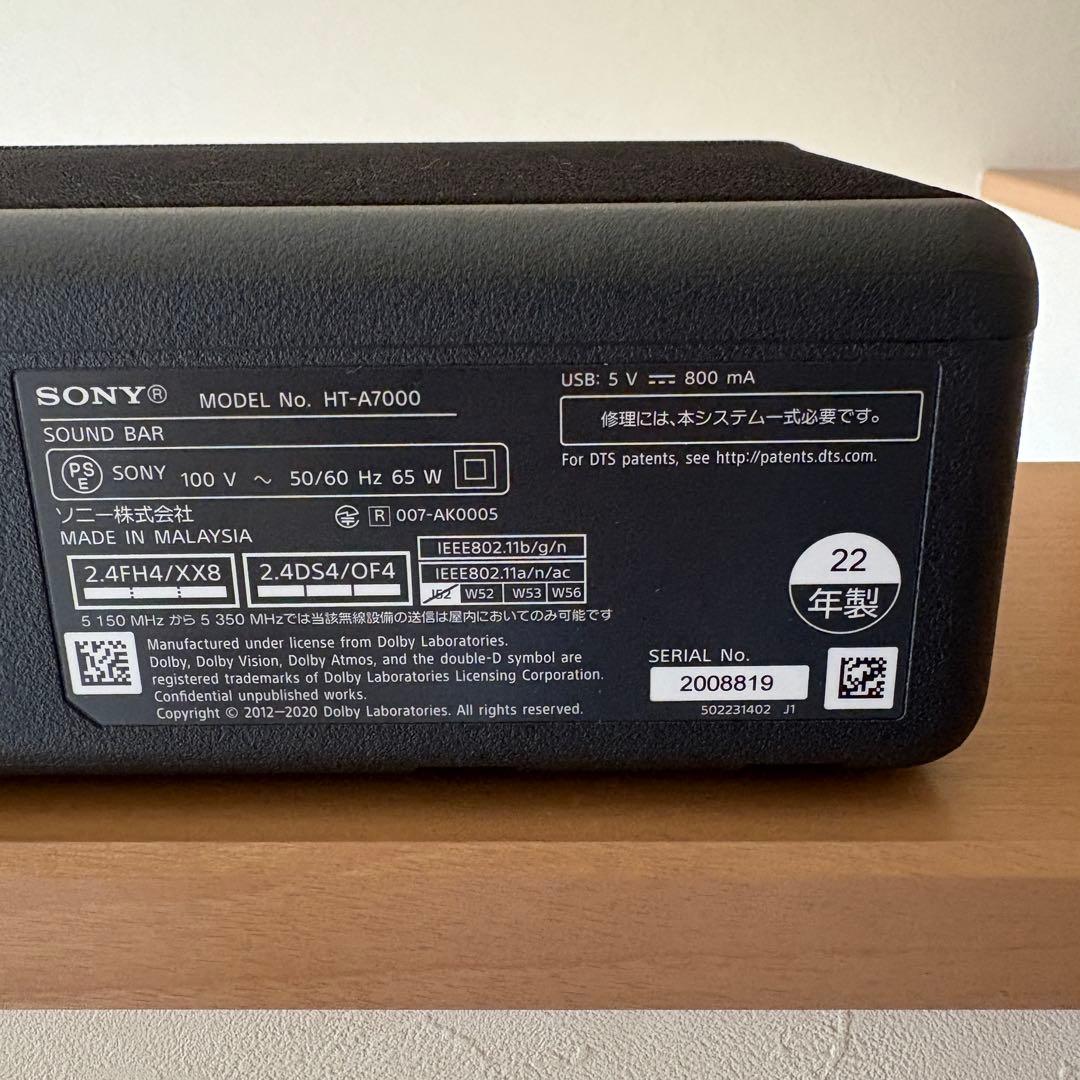 SONY® MODEL No. HT-A7000
SOUND BAR
PS E SONY 100 V ～ 50/60 Hz 65 W
ソニー株式会社 R 007-AK0005
MADE IN MALAYSIA
2.4FH4/XX8 2.4DS4/OF4
IEEE802.11b/g/n
IEEE802.11a/n/ac
J52 W52 W53 W56
5 150 MHz から 5 350 MHzでは当該無線設備の送信は屋内においてのみ可能です
Manufactured under license from Dolby Laboratories.
Dolby, Dolby Vision, Dolby Atmos, and the double-D symbol are
registered trademarks of Dolby Laboratories Licensing Corporation.
Confidential unpublished works.
Copyright © 2012—2020 Dolby Laboratories. All rights reserved.
USB: 5 V ⎓ 800 mA
修理には、本システム一式必要です。
For DTS patents, see http://patents.dts.com.
22
年製
SERIAL No.
2008819
502231402 J1